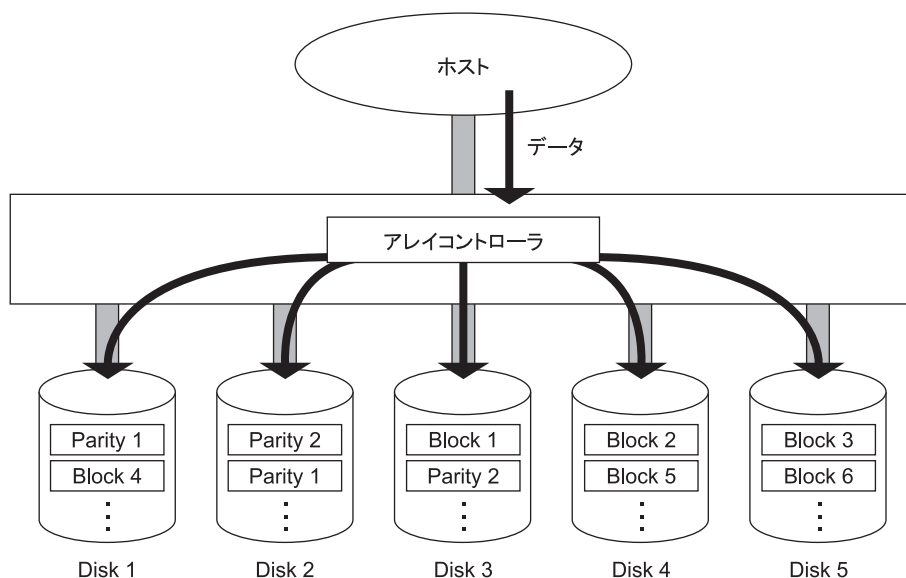 ホスト
データ
アレイコントローラ
Parity 1
Parity 2
Block 1
Block 2
Block 3
Block 4
Parity 1
Parity 2
Block 5
Block 6
Disk 1
Disk 2
Disk 3
Disk 4
Disk 5